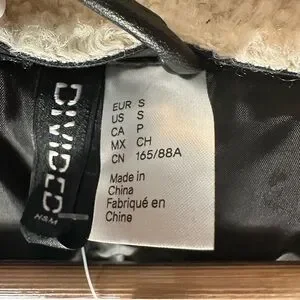 DIVIDED
H&M
EUR S
US S
CA P
MX CH
CN 165/88A
Made in
China
Fabriqué en
Chine